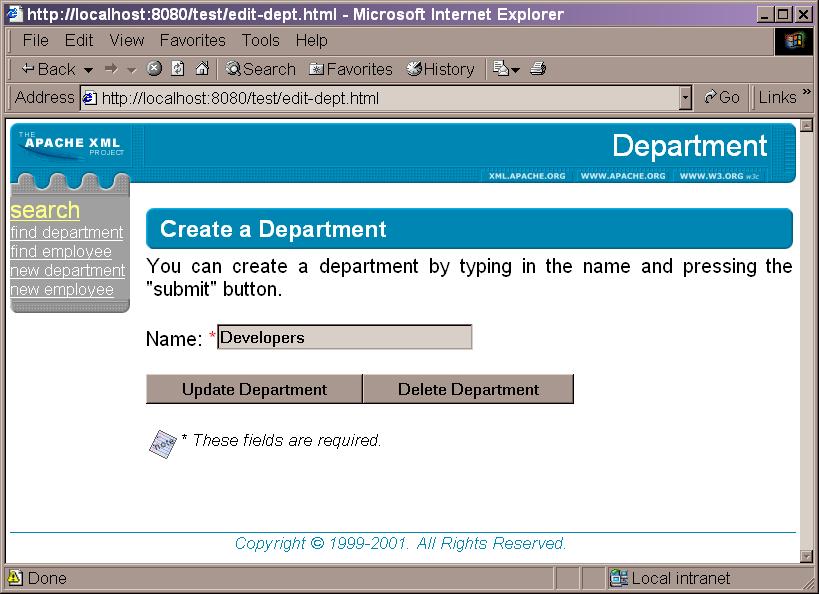 http://localhost:8080/test/edit-dept.html - Microsoft Internet Explorer
File Edit View Favorites Tools Help
Back Search Favorites History
Address http://localhost:8080/test/edit-dept.html Go Links »
THE
APACHE XML
PROJECT
Department
XML.APACHE.ORG WWW.APACHE.ORG WWW.W3.ORG w3c
search
find department
find employee
new department
new employee
Create a Department
You can create a department by typing in the name and pressing the
"submit" button.
Name: *Developers
Update Department Delete Department
note * These fields are required.
Copyright © 1999-2001. All Rights Reserved.
Done Local intranet